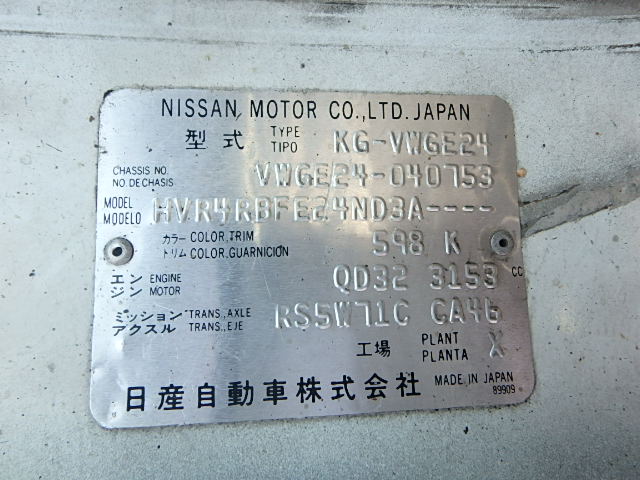 NISSAN MOTOR CO.,LTD. JAPAN
型式 TYPE TIPO KG-VWGE24
CHASSIS NO. NO. DE CHASIS VWGE24-040753
MODEL MODELO HVR4RBFE24ND3A----
カラー COLOR, TRIM トリム COLOR, GUARNICION 598 K
エンジン ENGINE MOTOR QD32 3153 CC
ミッション TRANS., AXLE アクスル TRANS., EJE RS5W71C CA46
工場 PLANT PLANTA X
日産自動車株式会社 MADE IN JAPAN
89909